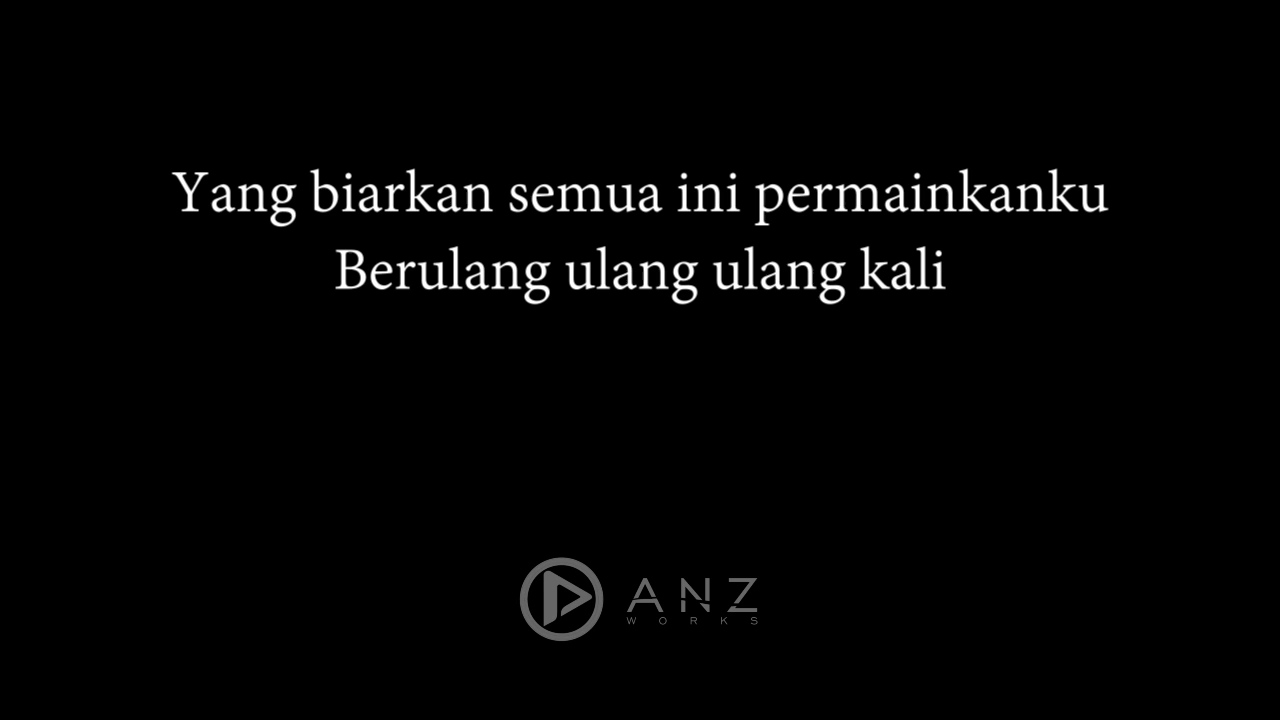 Yang biarkan semua ini permainkanku
Berulang ulang ulang kali
ANZ
WORKS